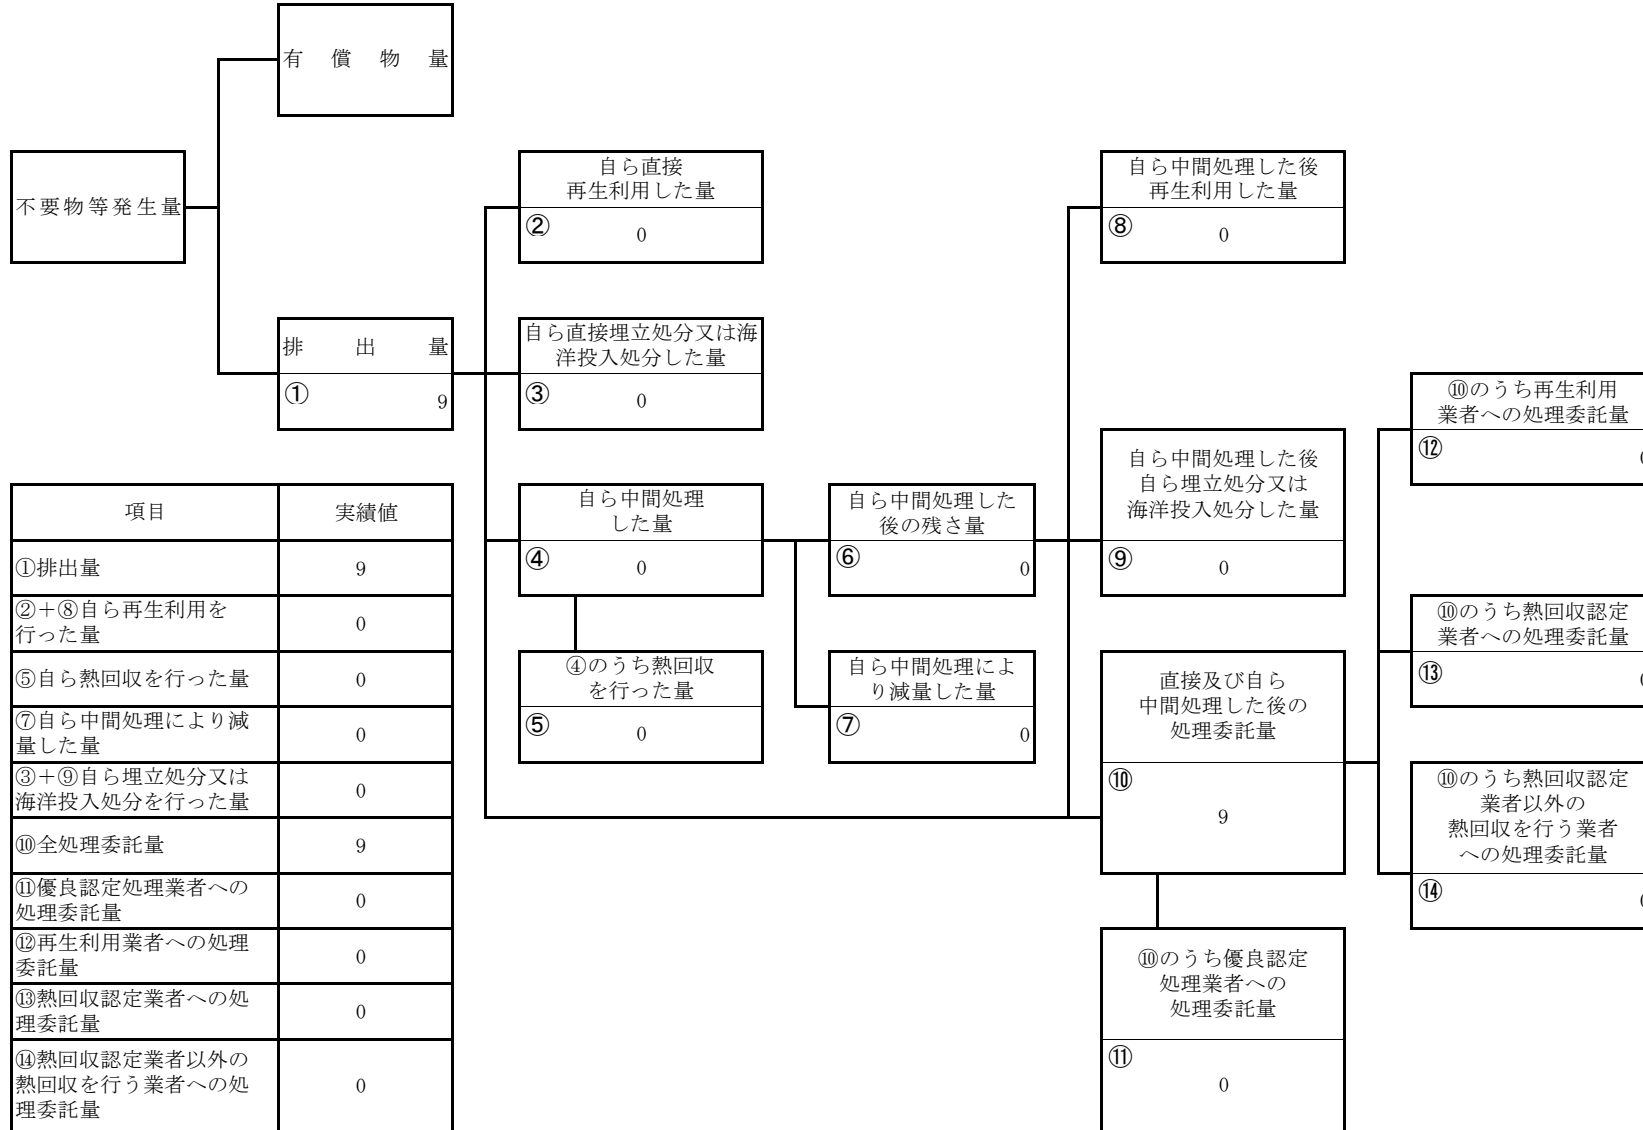 有償物量
不要物等発生量
自ら直接
再生利用した量
②
0
自ら中間処理した後
再生利用した量
⑧
0
排出量
①
9
自ら直接埋立処分又は海
洋投入処分した量
③
0
⑩のうち再生利用
業者への処理委託量
⑫
自ら中間処理した後
自ら埋立処分又は
海洋投入処分した量
⑨
0
自ら中間処理
した量
④
0
自ら中間処理した
後の残さ量
⑥
0
⑩のうち熱回収認定
業者への処理委託量
⑬
④のうち熱回収
を行った量
⑤
0
自ら中間処理によ
り減量した量
⑦
0
直接及び自ら
中間処理した後の
処理委託量
⑩
9
⑩のうち熱回収認定
業者以外の
熱回収を行う業者
への処理委託量
⑭
⑩のうち優良認定
処理業者への
処理委託量
⑪
0
項目 実績値
①排出量 9
②＋⑧自ら再生利用を
行った量 0
⑤自ら熱回収を行った量 0
⑦自ら中間処理により減
量した量 0
③＋⑨自ら埋立処分又は
海洋投入処分を行った量 0
⑩全処理委託量 9
⑪優良認定処理業者への
処理委託量 0
⑫再生利用業者への処理
委託量 0
⑬熱回収認定業者への処
理委託量 0
⑭熱回収認定業者以外の
熱回収を行う業者への処
理委託量 0